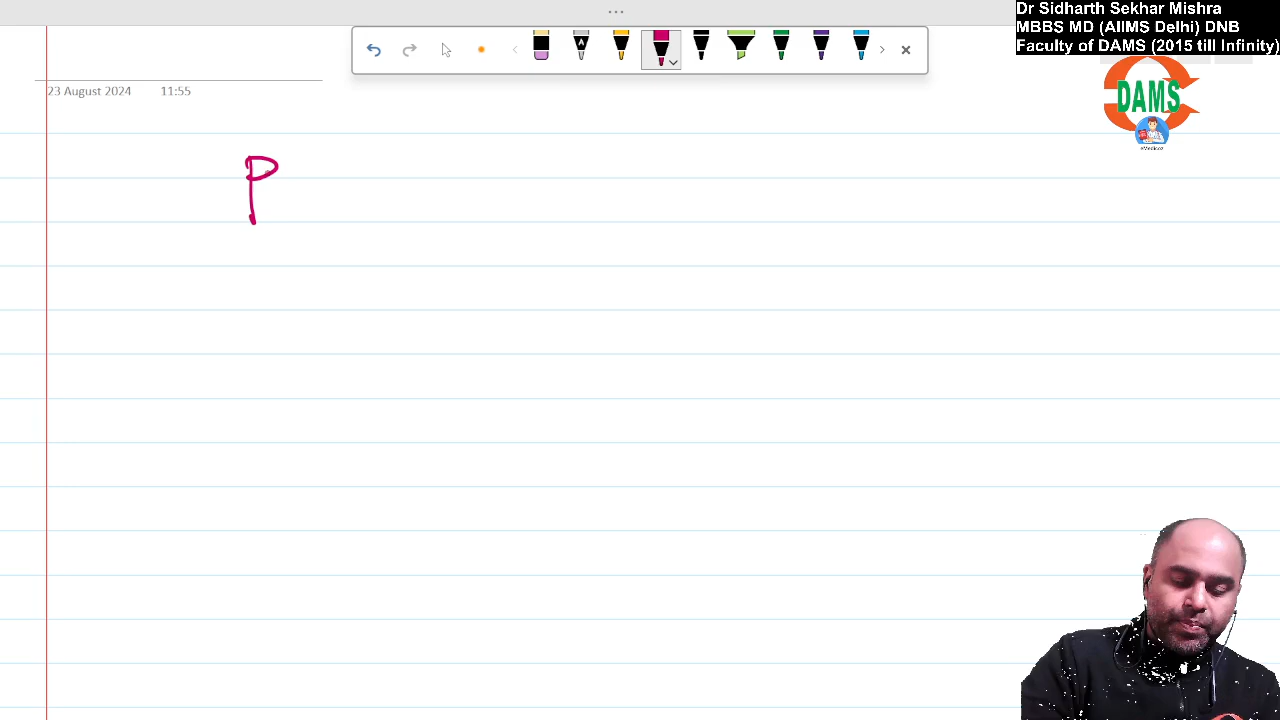 Dr Sidharth Sekhar Mishra
MBBS MD (AIIMS Delhi) DNB
Faculty of DAMS (2015 till Infinity)
23 August 2024 11:55
DAMS
eMedicoz
P